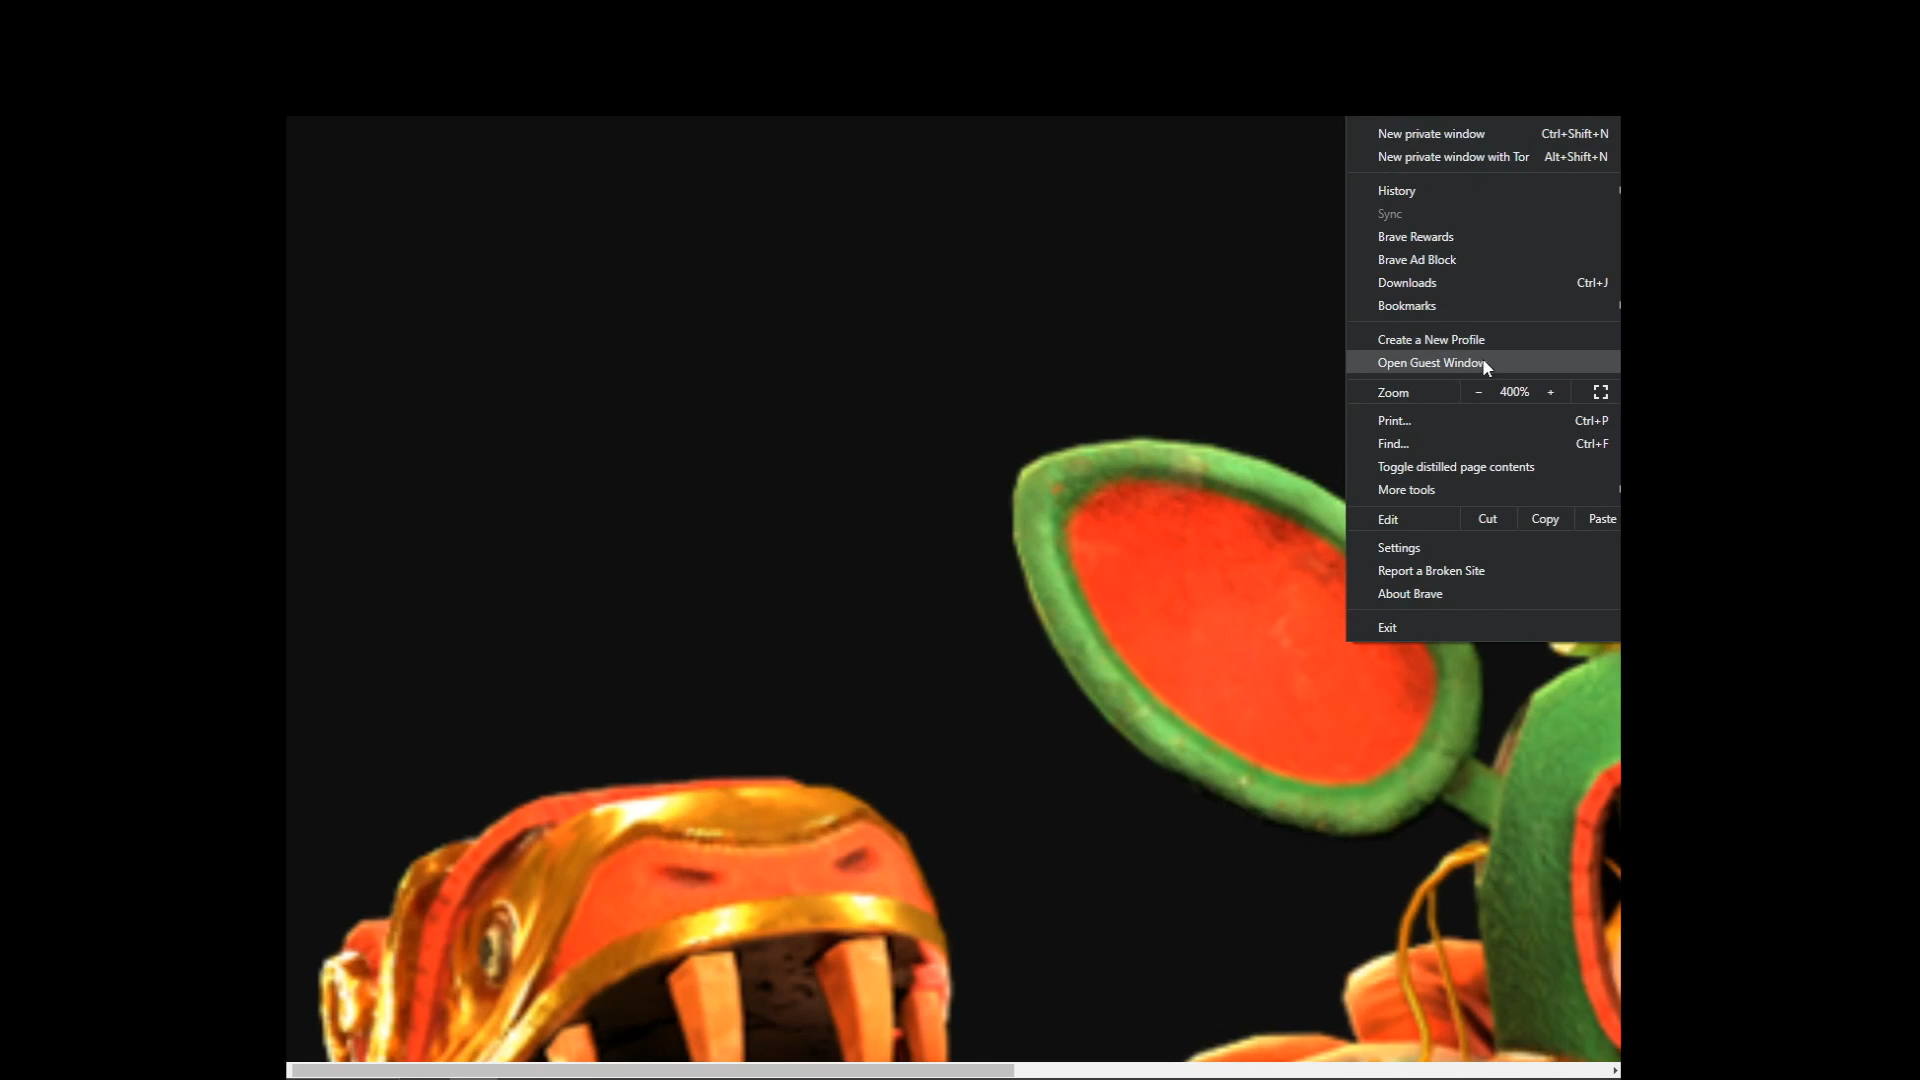 New private window Ctrl+Shift+N
New private window with Tor Alt+Shift+N
History
Sync
Brave Rewards
Brave Ad Block
Downloads Ctrl+J
Bookmarks
Create a New Profile
Open Guest Window
Zoom − 400% +
Print... Ctrl+P
Find... Ctrl+F
Toggle distilled page contents
More tools
Edit Cut Copy Paste
Settings
Report a Broken Site
About Brave
Exit